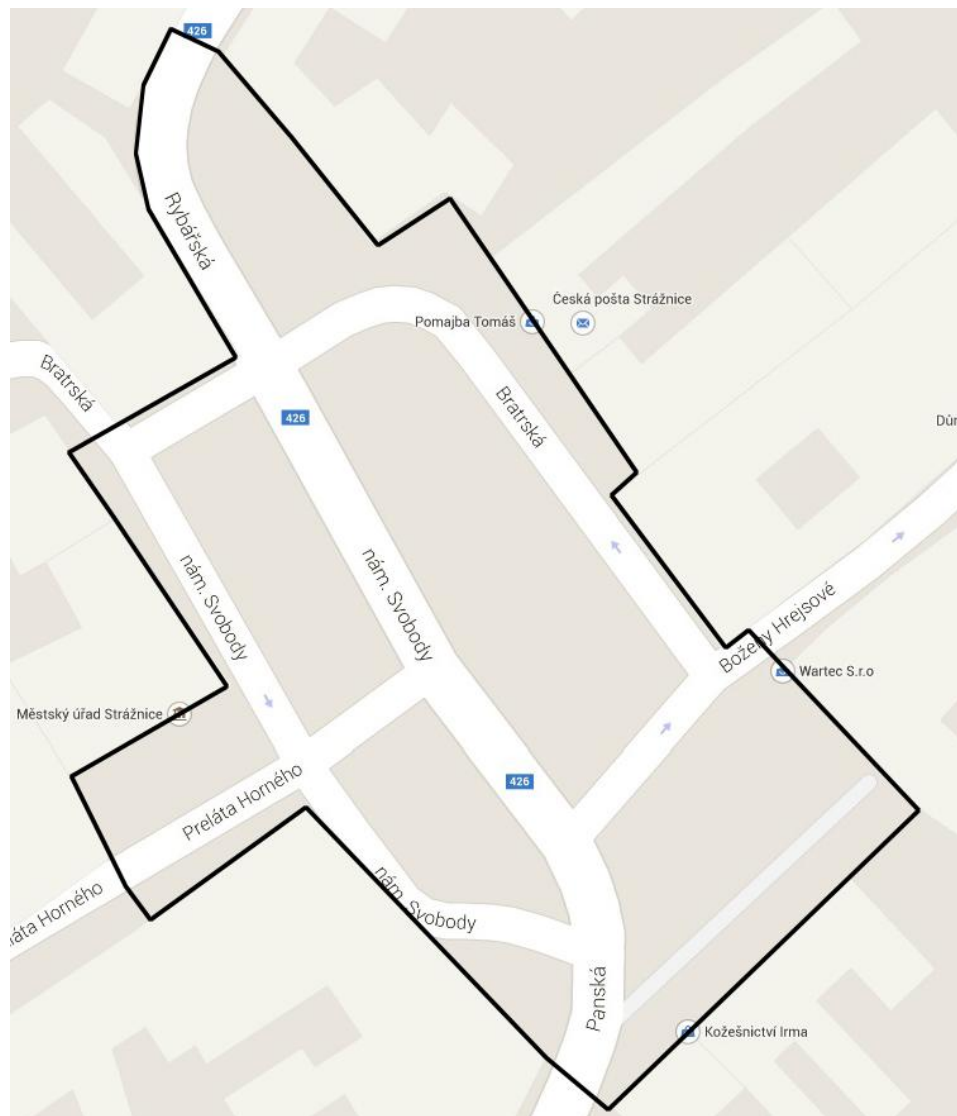 426
Rybářská
Česká pošta Strážnice
Pomajba Tomáš
Bratrská
Bratrská
426
Důr
nám. Svobody
nám. Svobody
Boženy Hrejsové
Wartec S.r.o
Městský úřad Strážnice
426
Preláta Horného
láta Horného
nám. Svobody
Panská
Kožešnictví Irma